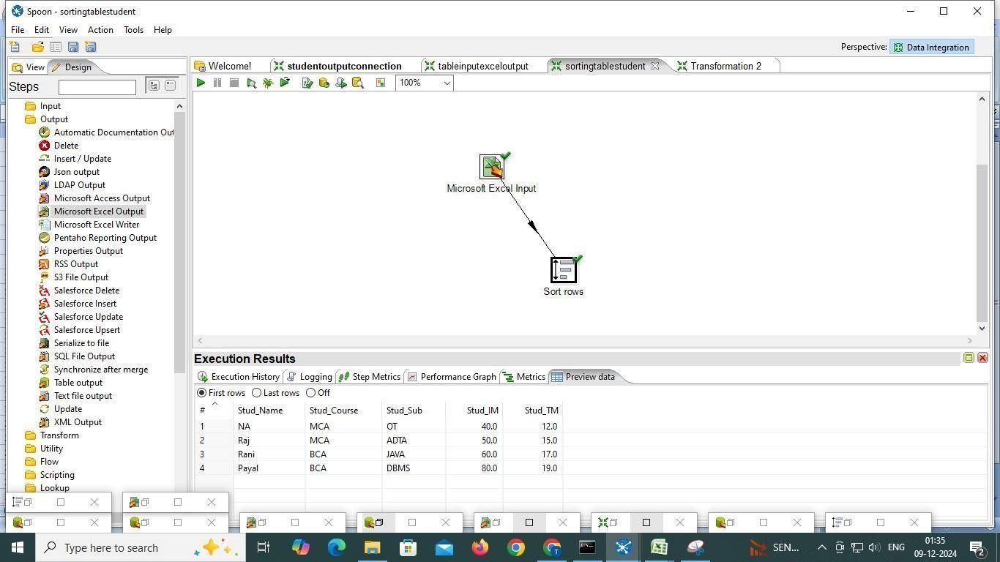 Spoon - sortingtablestudent
File Edit View Action Tools Help
Perspective: Data Integration
View Design
Welcome! studentoutputconnection tableinputexceloutput sortingtablestudent Transformation 2
Steps
100%
Input
Output
Automatic Documentation Out
Delete
Insert / Update
Json output
LDAP Output
Microsoft Access Output
Microsoft Excel Output
Microsoft Excel Writer
Pentaho Reporting Output
Properties Output
RSS Output
S3 File Output
Salesforce Delete
Salesforce Insert
Salesforce Update
Salesforce Upsert
Serialize to file
SQL File Output
Synchronize after merge
Table output
Text file output
Update
XML Output
Transform
Utility
Flow
Scripting
Lookup
Microsoft Excel Input
Sort rows
Execution Results
Execution History Logging Step Metrics Performance Graph Metrics Preview data
First rows Last rows Off
# Stud_Name Stud_Course Stud_Sub Stud_IM Stud_TM
1 NA MCA OT 40.0 12.0
2 Raj MCA ADTA 50.0 15.0
3 Rani BCA JAVA 60.0 17.0
4 Payal BCA DBMS 80.0 19.0
Type here to search
SEN...
ENG
01:35
09-12-2024
2